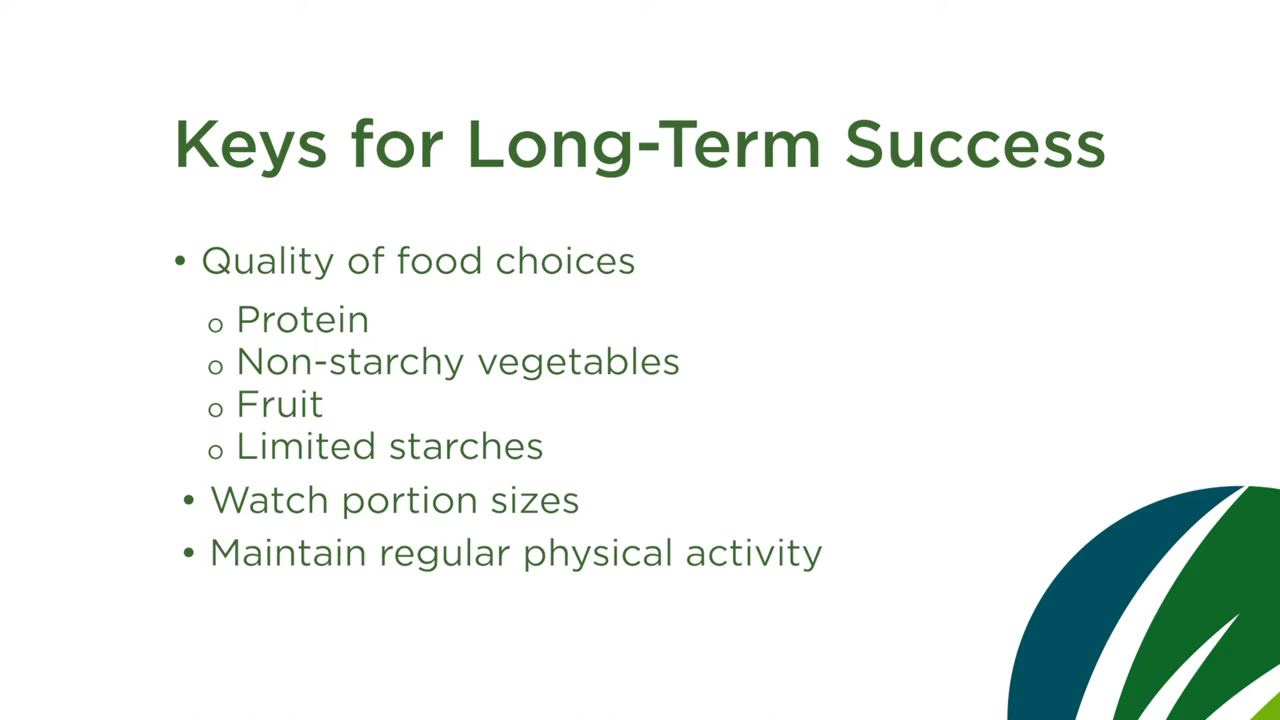 Keys for Long-Term Success
• Quality of food choices
o Protein
o Non-starchy vegetables
o Fruit
o Limited starches
• Watch portion sizes
• Maintain regular physical activity